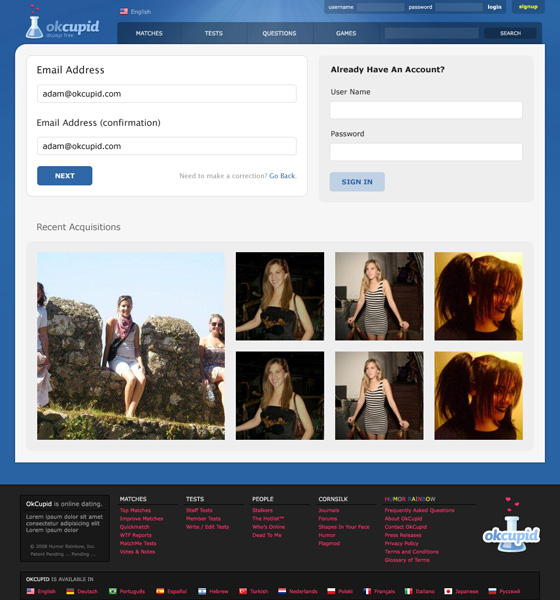 English
username
password
login
signup
okcupid
always free
MATCHES
TESTS
QUESTIONS
GAMES
SEARCH
Email Address
adam@okcupid.com
Email Address (confirmation)
adam@okcupid.com
NEXT
Need to make a correction? Go Back.
Already Have An Account?
User Name
Password
SIGN IN
Recent Acquisitions
OkCupid is online dating.
Lorem ipsum dolor sit amet
consectetur adipisicing elit
lorem ipsum dolor
© 2008 Humor Rainbow, Inc.
Patent Pending ... Pending ...
MATCHES
Top Matches
Improve Matches
Quickmatch
WTF Reports
MatchMe Tests
Votes & Notes
TESTS
Staff Tests
Member Tests
Write / Edit Tests
PEOPLE
Stalkers
The Hotlist™
Who's Online
Dead To Me
CORNSILK
Journals
Forums
Shapes In Your Face
Humor
Flagmod
HUMOR RAINBOW
Frequently Asked Questions
About OkCupid
Contact OkCupid
Press Releases
Privacy Policy
Terms and Conditions
Glossary of Terms
okcupid
OKCUPID IS AVAILABLE IN
English
Deutsch
Português
Español
Hebrew
Turkish
Nederlands
Polski
Français
Italiano
Japanese
Русский